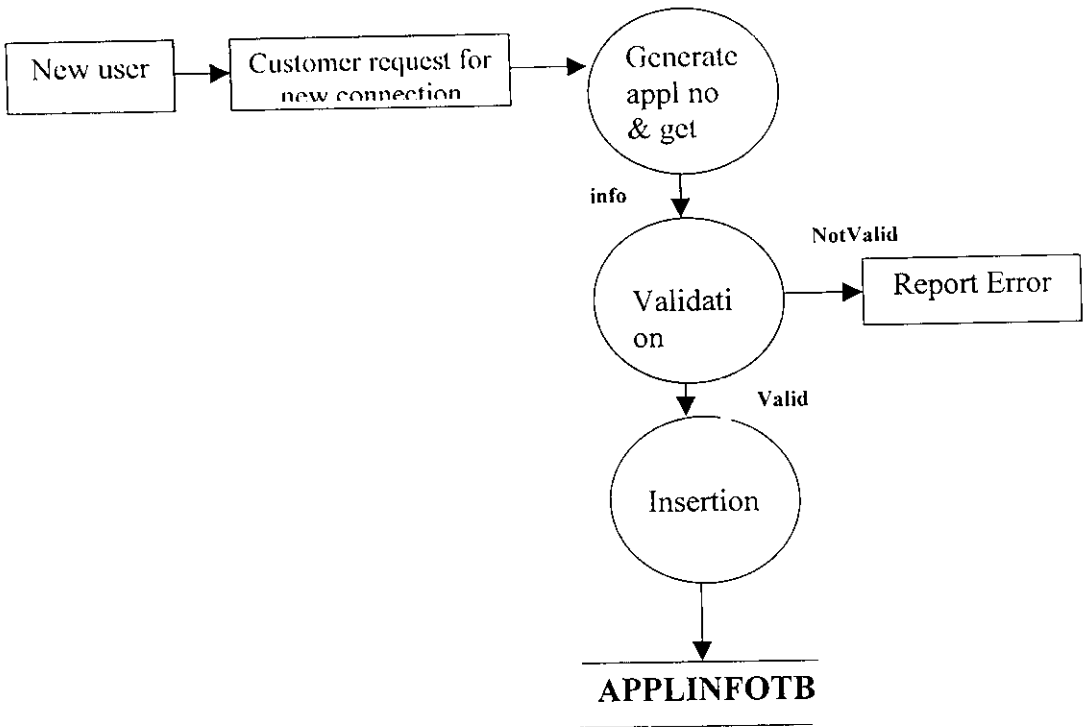 New user
Customer request for
new connection
Generate
appl no
& get
info
NotValid
Validati
on
Report Error
Valid
Insertion
APPLINFOTB